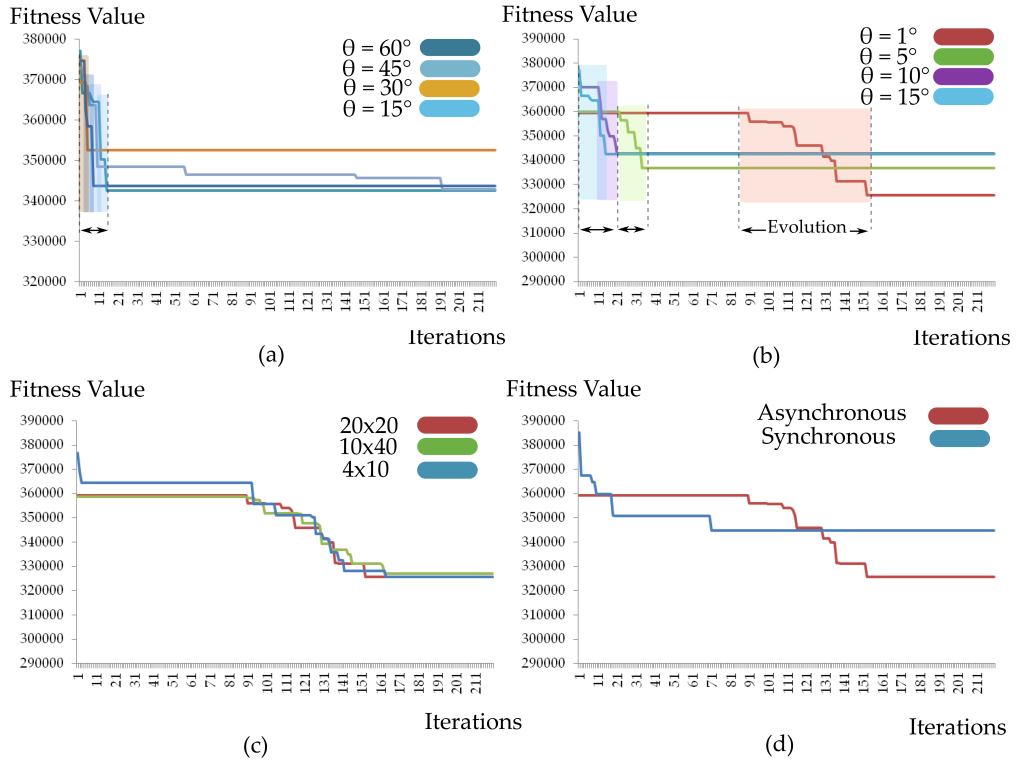 Fitness Value
380000
370000
360000
350000
340000
330000
320000
θ = 60°
θ = 45°
θ = 30°
θ = 15°
1 11 21 31 41 51 61 71 81 91 101 111 121 131 141 151 161 171 181 191 201 211
Iterations
(a)
Fitness Value
390000
380000
370000
360000
350000
340000
330000
320000
310000
300000
290000
θ = 1°
θ = 5°
θ = 10°
θ = 15°
Evolution
1 11 21 31 41 51 61 71 81 91 101 111 121 131 141 151 161 171 181 191 201 211
Iterations
(b)
Fitness Value
390000
380000
370000
360000
350000
340000
330000
320000
310000
300000
290000
20x20
10x40
4x10
1 11 21 31 41 51 61 71 81 91 101 111 121 131 141 151 161 171 181 191 201 211
Iterations
(c)
Fitness Value
390000
380000
370000
360000
350000
340000
330000
320000
310000
300000
290000
Asynchronous
Synchronous
1 11 21 31 41 51 61 71 81 91 101 111 121 131 141 151 161 171 181 191 201 211
Iterations
(d)